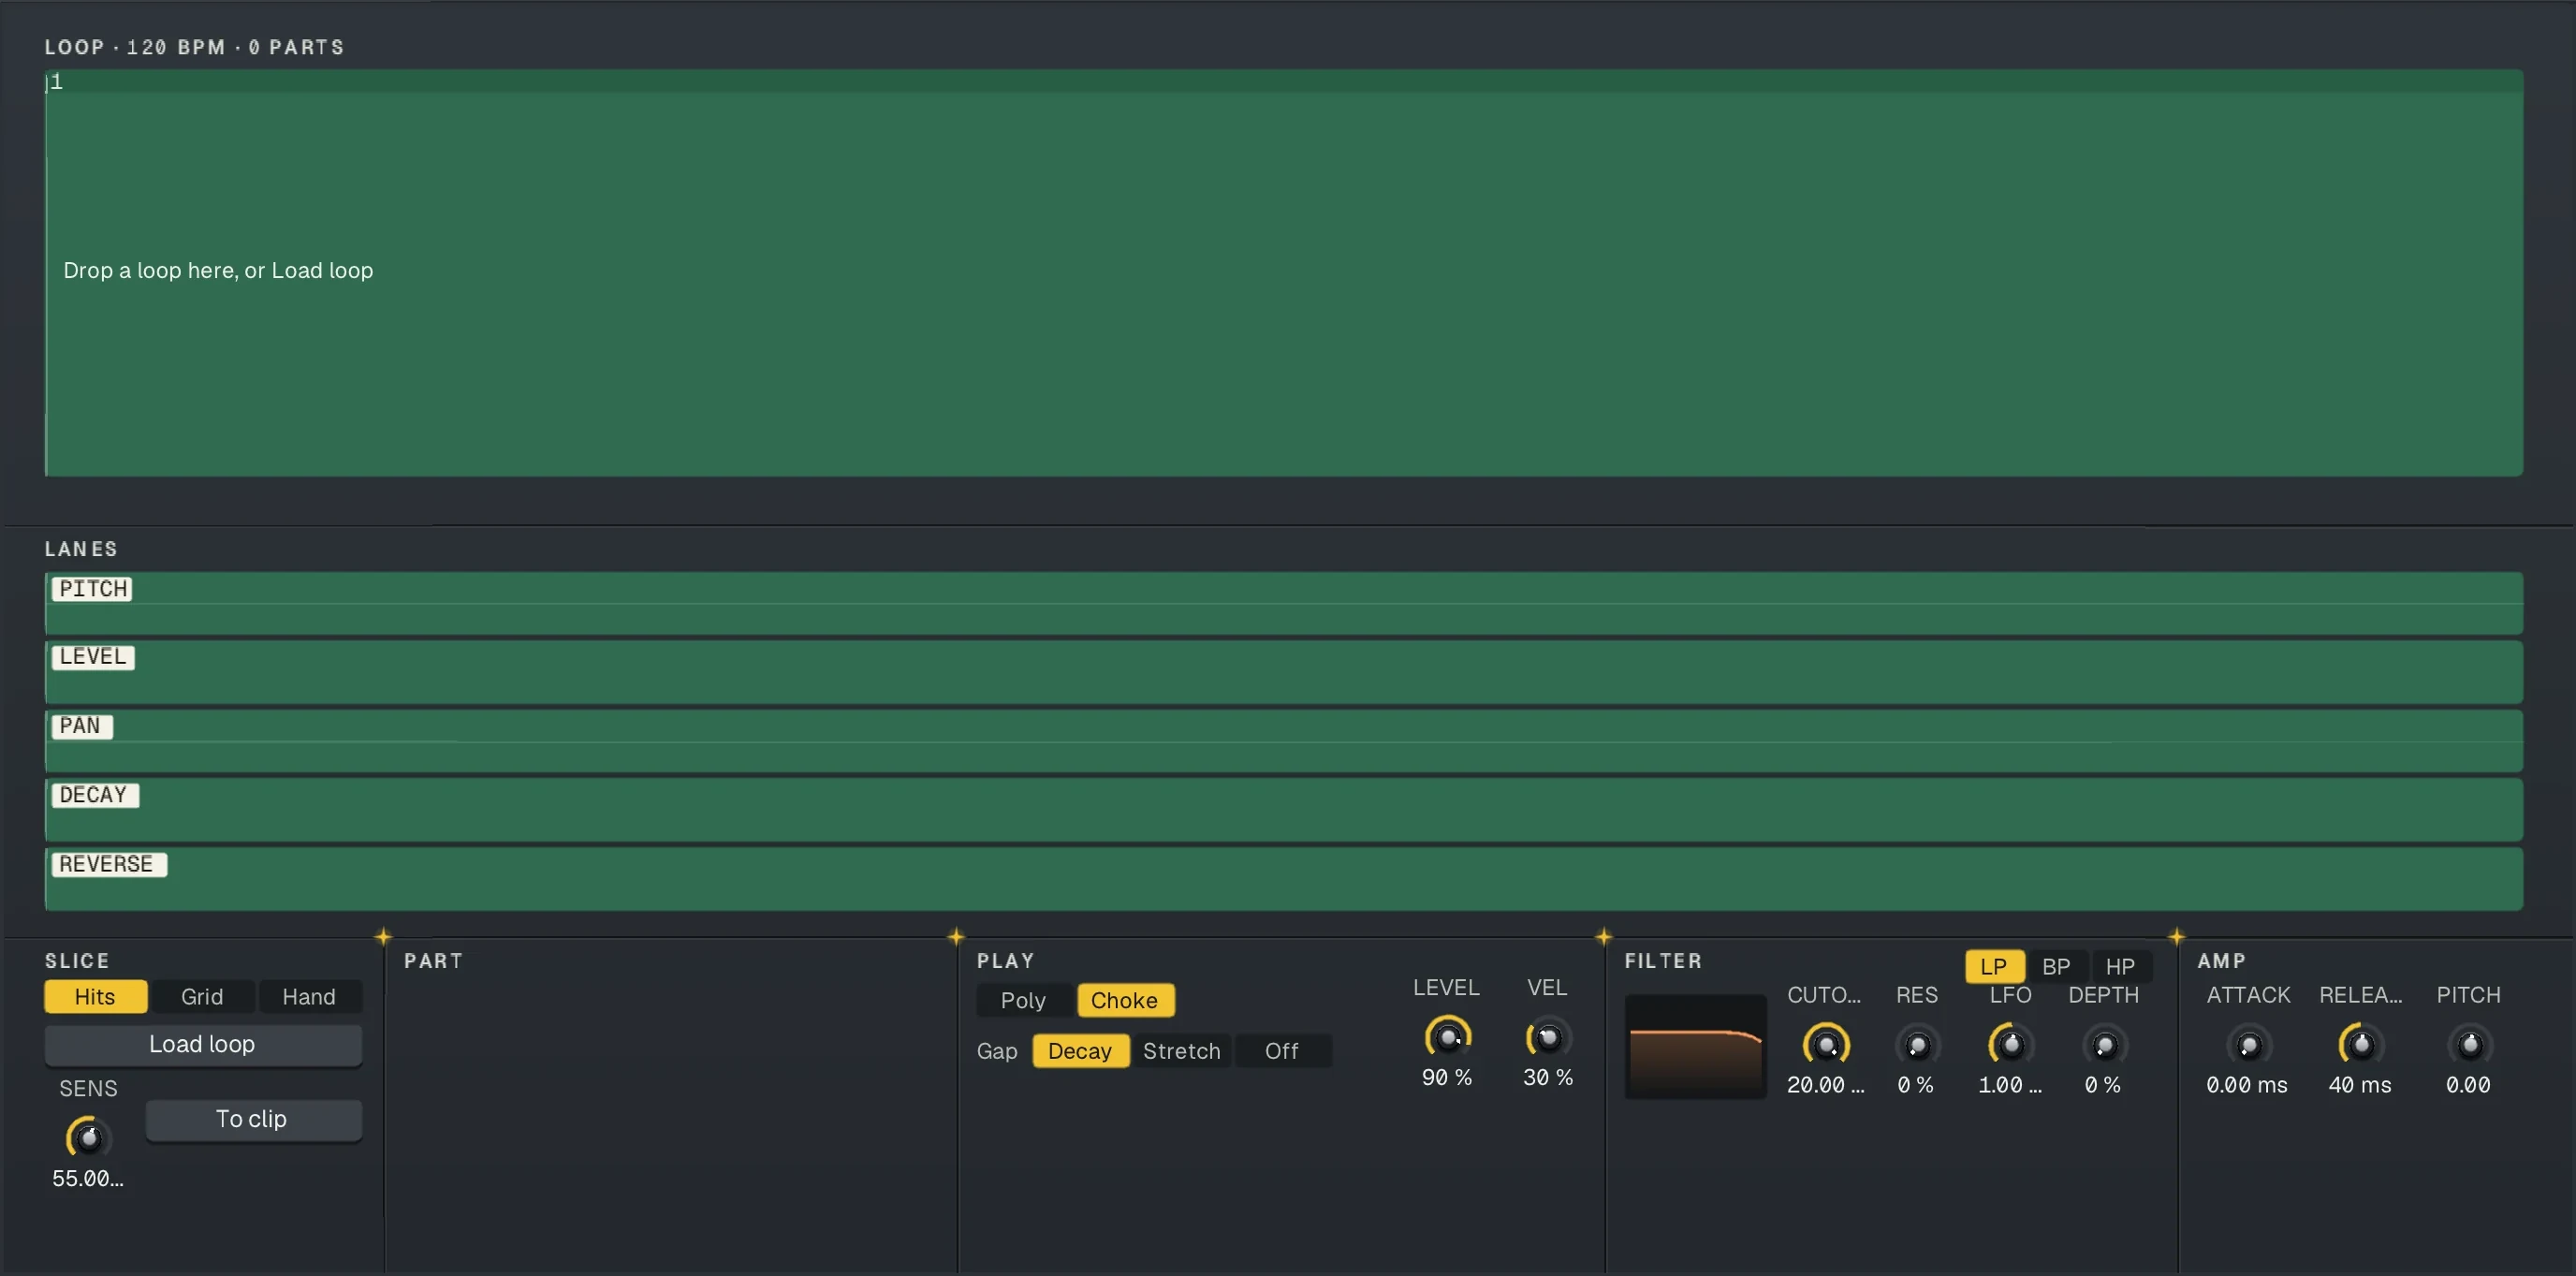 LOOP · 120 BPM · 0 PARTS
1
Drop a loop here, or Load loop
LANES
PITCH
LEVEL
PAN
DECAY
REVERSE
SLICE
Hits Grid Hand
Load loop
SENS
To clip
55.00...
PART
PLAY
Poly Choke
Gap Decay Stretch Off
LEVEL VEL
90 % 30 %
FILTER
LP BP HP
CUTO... RES LFO DEPTH
20.00 ... 0 % 1.00 ... 0 %
AMP
ATTACK RELEA... PITCH
0.00 ms 40 ms 0.00